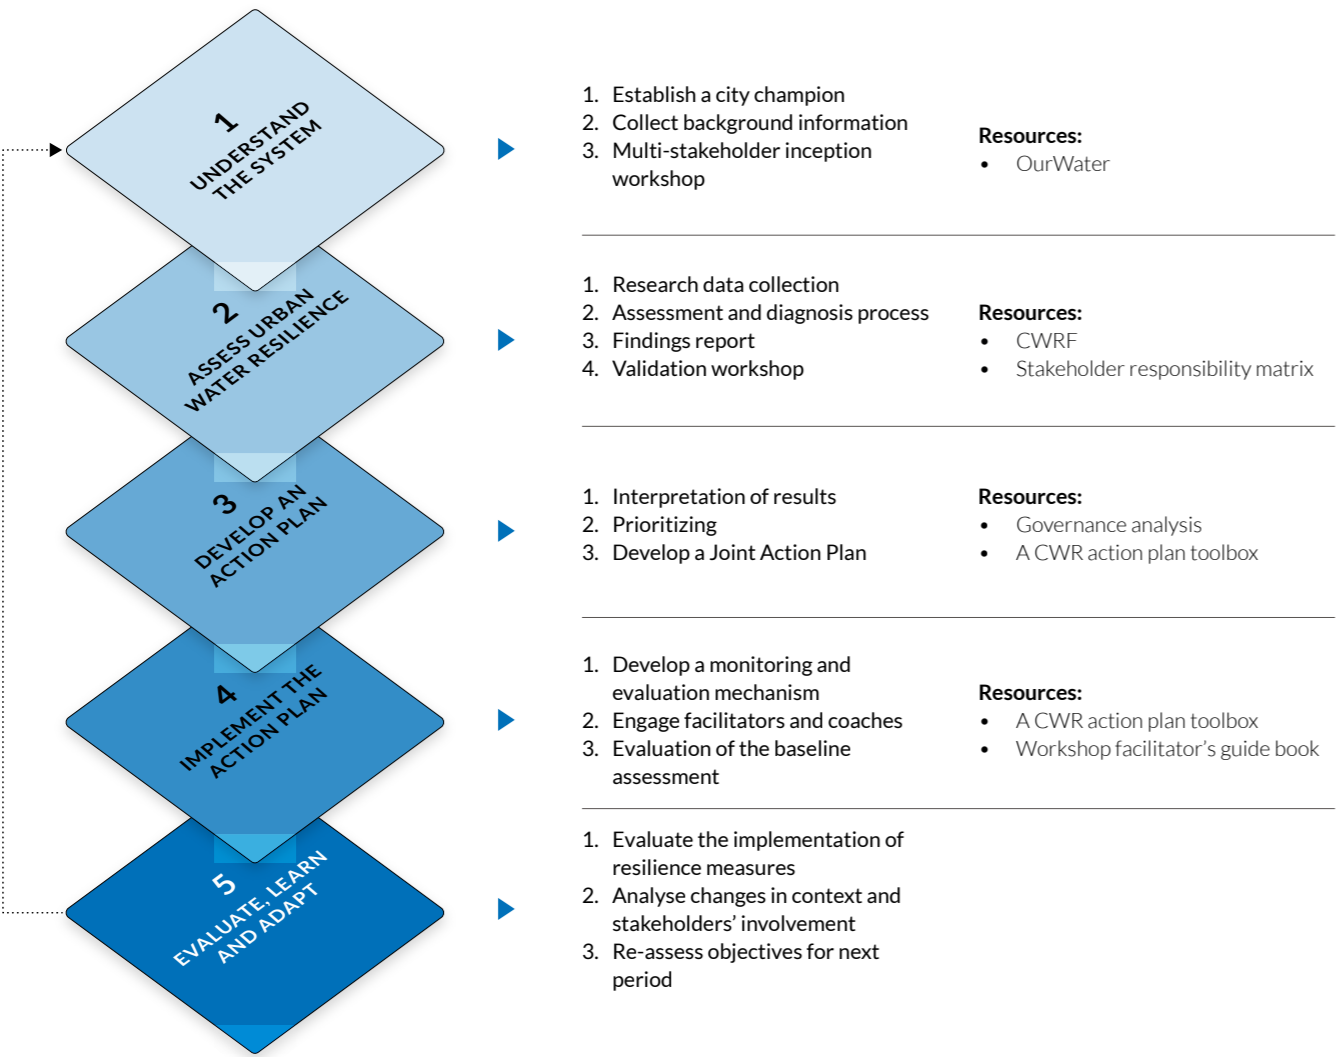 1
UNDERSTAND
THE SYSTEM
1. Establish a city champion
2. Collect background information
3. Multi-stakeholder inception
workshop
Resources:
• OurWater
2
ASSESS URBAN
WATER RESILIENCE
1. Research data collection
2. Assessment and diagnosis process
3. Findings report
4. Validation workshop
Resources:
• CWRF
• Stakeholder responsibility matrix
3
DEVELOP AN
ACTION PLAN
1. Interpretation of results
2. Prioritizing
3. Develop a Joint Action Plan
Resources:
• Governance analysis
• A CWR action plan toolbox
4
IMPLEMENT THE
ACTION PLAN
1. Develop a monitoring and
evaluation mechanism
2. Engage facilitators and coaches
3. Evaluation of the baseline
assessment
Resources:
• A CWR action plan toolbox
• Workshop facilitator’s guide book
5
EVALUATE, LEARN
AND ADAPT
1. Evaluate the implementation of
resilience measures
2. Analyse changes in context and
stakeholders’ involvement
3. Re-assess objectives for next
period